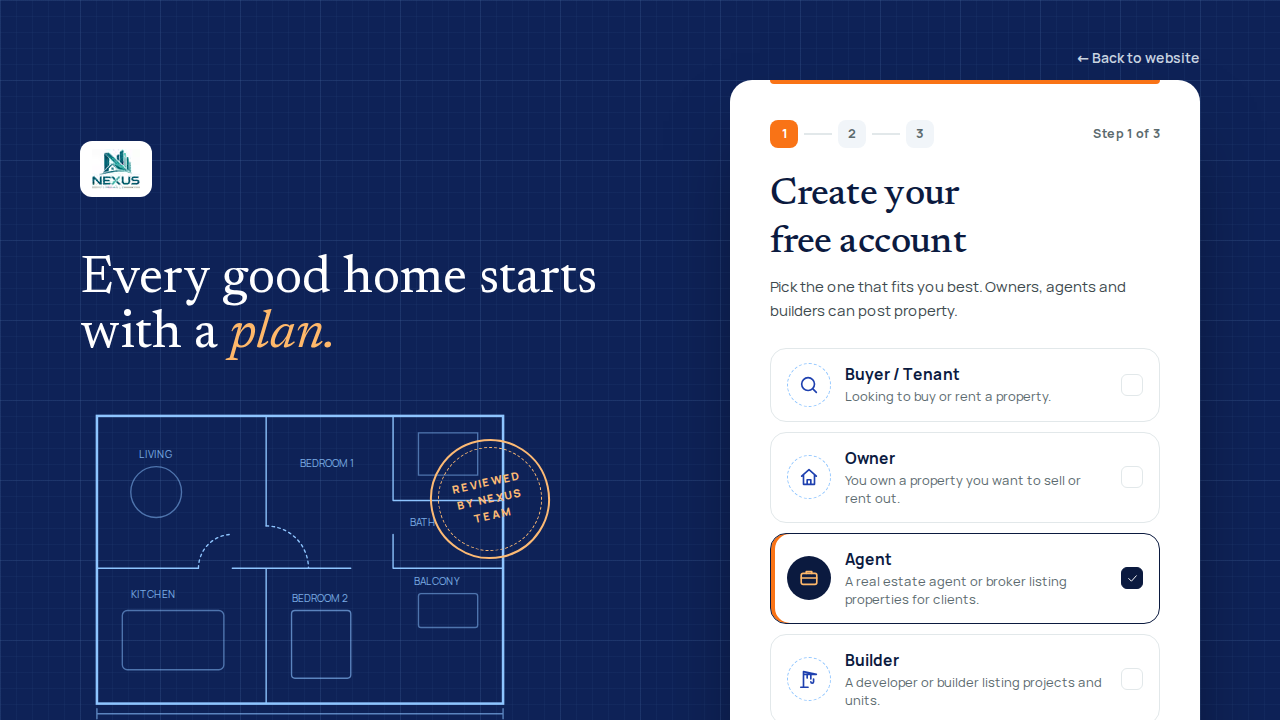 ← Back to website
NEXUS
Every good home starts
with a plan.
LIVING
BEDROOM 1
BATH
KITCHEN
BEDROOM 2
BALCONY
REVIEWED
BY NEXUS
TEAM
1
2
3
Step 1 of 3
Create your
free account
Pick the one that fits you best. Owners, agents and
builders can post property.
Buyer / Tenant
Looking to buy or rent a property.
Owner
You own a property you want to sell or
rent out.
Agent
A real estate agent or broker listing
properties for clients.
Builder
A developer or builder listing projects and
units.